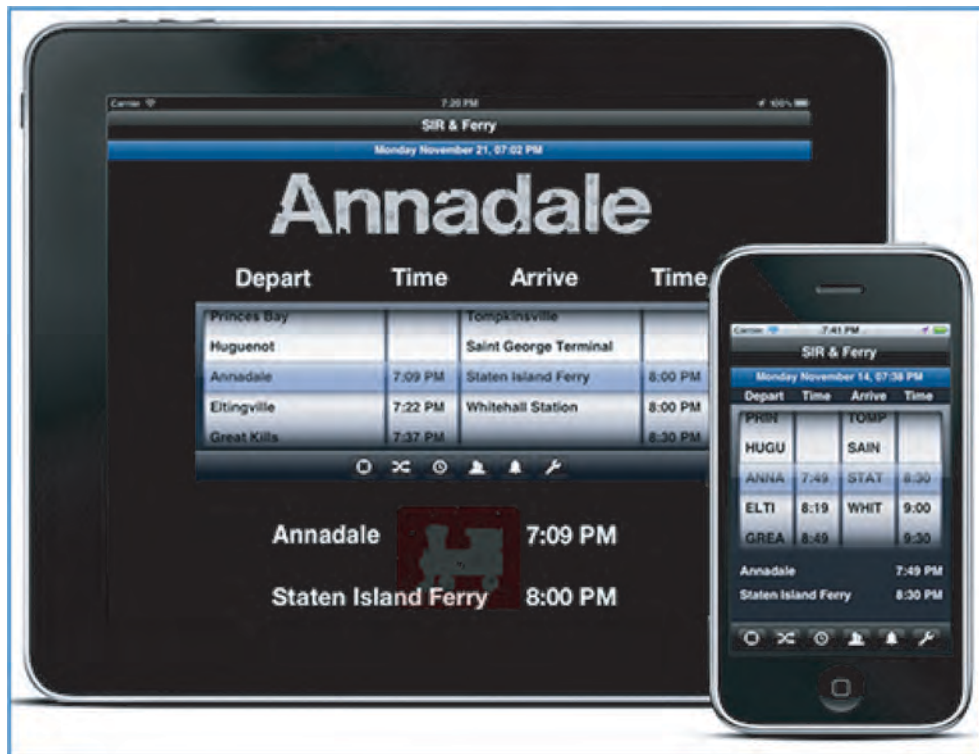 Carrier 7:20 PM 100%
SIR & Ferry
Monday November 21, 07:02 PM
Annadale
Depart Time Arrive Time
Princes Bay Tompkinsville
Huguenot Saint George Terminal
Annadale 7:09 PM Staten Island Ferry 8:00 PM
Eltingville 7:22 PM Whitehall Station 8:00 PM
Great Kills 7:37 PM 8:30 PM
Annadale 7:09 PM
Staten Island Ferry 8:00 PM
Carrier 7:41 PM
SIR & Ferry
Monday November 14, 07:38 PM
Depart Time Arrive Time
PRIN TOMP
HUGU SAIN
ANNA 7:49 STAT 8:30
ELTI 8:19 WHIT 9:00
GREA 8:49 9:30
Annadale 7:49 PM
Staten Island Ferry 8:30 PM